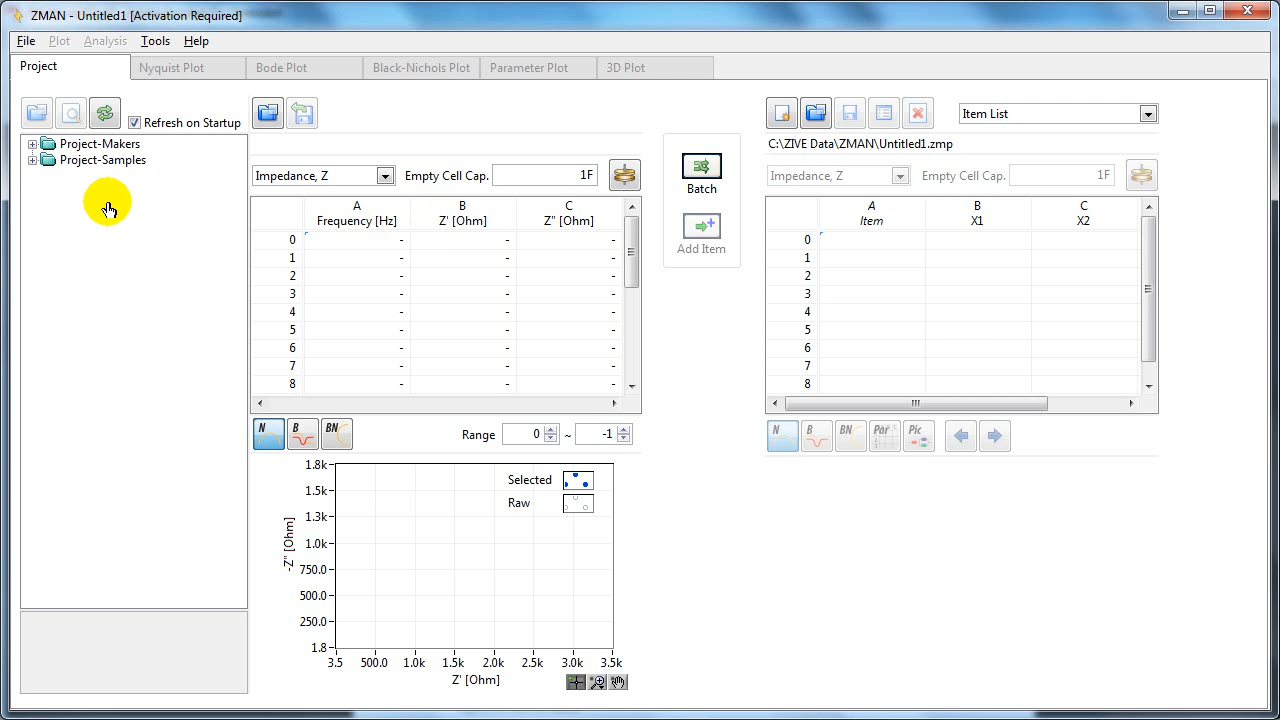 ZMAN - Untitled1 [Activation Required]
File Plot Analysis Tools Help
Project Nyquist Plot Bode Plot Black-Nichols Plot Parameter Plot 3D Plot
Refresh on Startup
Item List
Project-Makers
Project-Samples
C:\ZIVE Data\ZMAN\Untitled1.zmp
Impedance, Z Empty Cell Cap. 1F
Batch
Add Item
Impedance, Z Empty Cell Cap. 1F
A B C
Frequency [Hz] Z' [Ohm] Z'' [Ohm]
0 - - -
1 - - -
2 - - -
3 - - -
4 - - -
5 - - -
6 - - -
7 - - -
8 - - -
A B C
Item X1 X2
0
1
2
3
4
5
6
7
8
N B BN Range 0 ~ -1
N B BN Par Pic
Selected
Raw
-Z'' [Ohm]
1.8k
1.5k
1.3k
1.0k
750.0
500.0
250.0
1.8
3.5 500.0 1.0k 1.5k 2.0k 2.5k 3.0k 3.5k
Z' [Ohm]